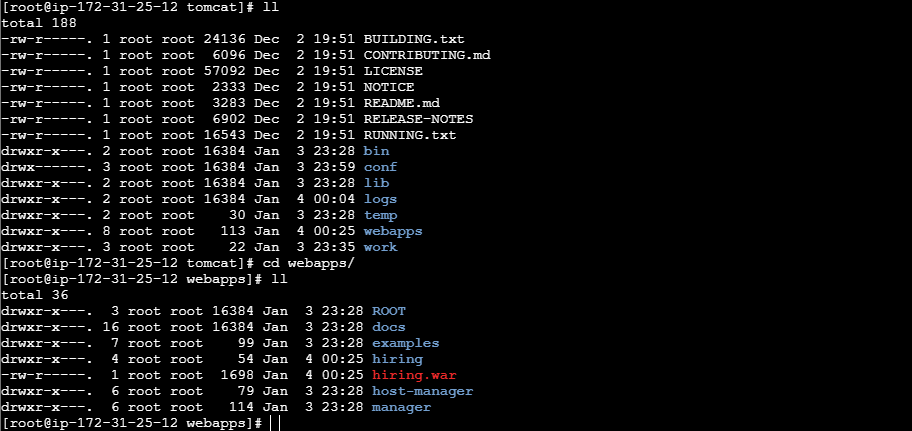 [root@ip-172-31-25-12 tomcat]# ll
total 188
-rw-r-----. 1 root root 24136 Dec  2 19:51 BUILDING.txt
-rw-r-----. 1 root root  6096 Dec  2 19:51 CONTRIBUTING.md
-rw-r-----. 1 root root 57092 Dec  2 19:51 LICENSE
-rw-r-----. 1 root root  2333 Dec  2 19:51 NOTICE
-rw-r-----. 1 root root  3283 Dec  2 19:51 README.md
-rw-r-----. 1 root root  6902 Dec  2 19:51 RELEASE-NOTES
-rw-r-----. 1 root root 16543 Dec  2 19:51 RUNNING.txt
drwxr-x---. 2 root root 16384 Jan  3 23:28 bin
drwx------. 3 root root 16384 Jan  3 23:59 conf
drwxr-x---. 2 root root 16384 Jan  3 23:28 lib
drwxr-x---. 2 root root 16384 Jan  4 00:04 logs
drwxr-x---. 2 root root    30 Jan  3 23:28 temp
drwxr-x---. 8 root root   113 Jan  4 00:25 webapps
drwxr-x---. 3 root root    22 Jan  3 23:35 work
[root@ip-172-31-25-12 tomcat]# cd webapps/
[root@ip-172-31-25-12 webapps]# ll
total 36
drwxr-x---.  3 root root 16384 Jan  3 23:28 ROOT
drwxr-x---. 16 root root 16384 Jan  3 23:28 docs
drwxr-x---.  7 root root    99 Jan  3 23:28 examples
drwxr-x---.  4 root root    54 Jan  4 00:25 hiring
-rw-r-----.  1 root root  1698 Jan  4 00:25 hiring.war
drwxr-x---.  6 root root    79 Jan  3 23:28 host-manager
drwxr-x---.  6 root root   114 Jan  3 23:28 manager
[root@ip-172-31-25-12 webapps]#